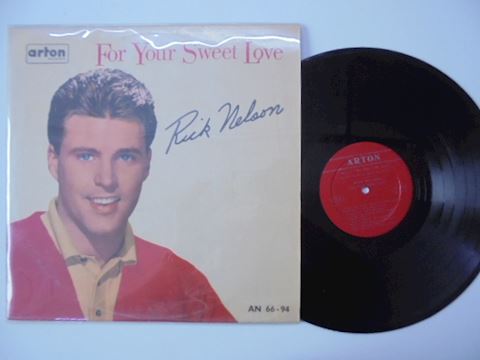 arton
For Your Sweet Love
Rick Nelson
AN 66-94
ARTON